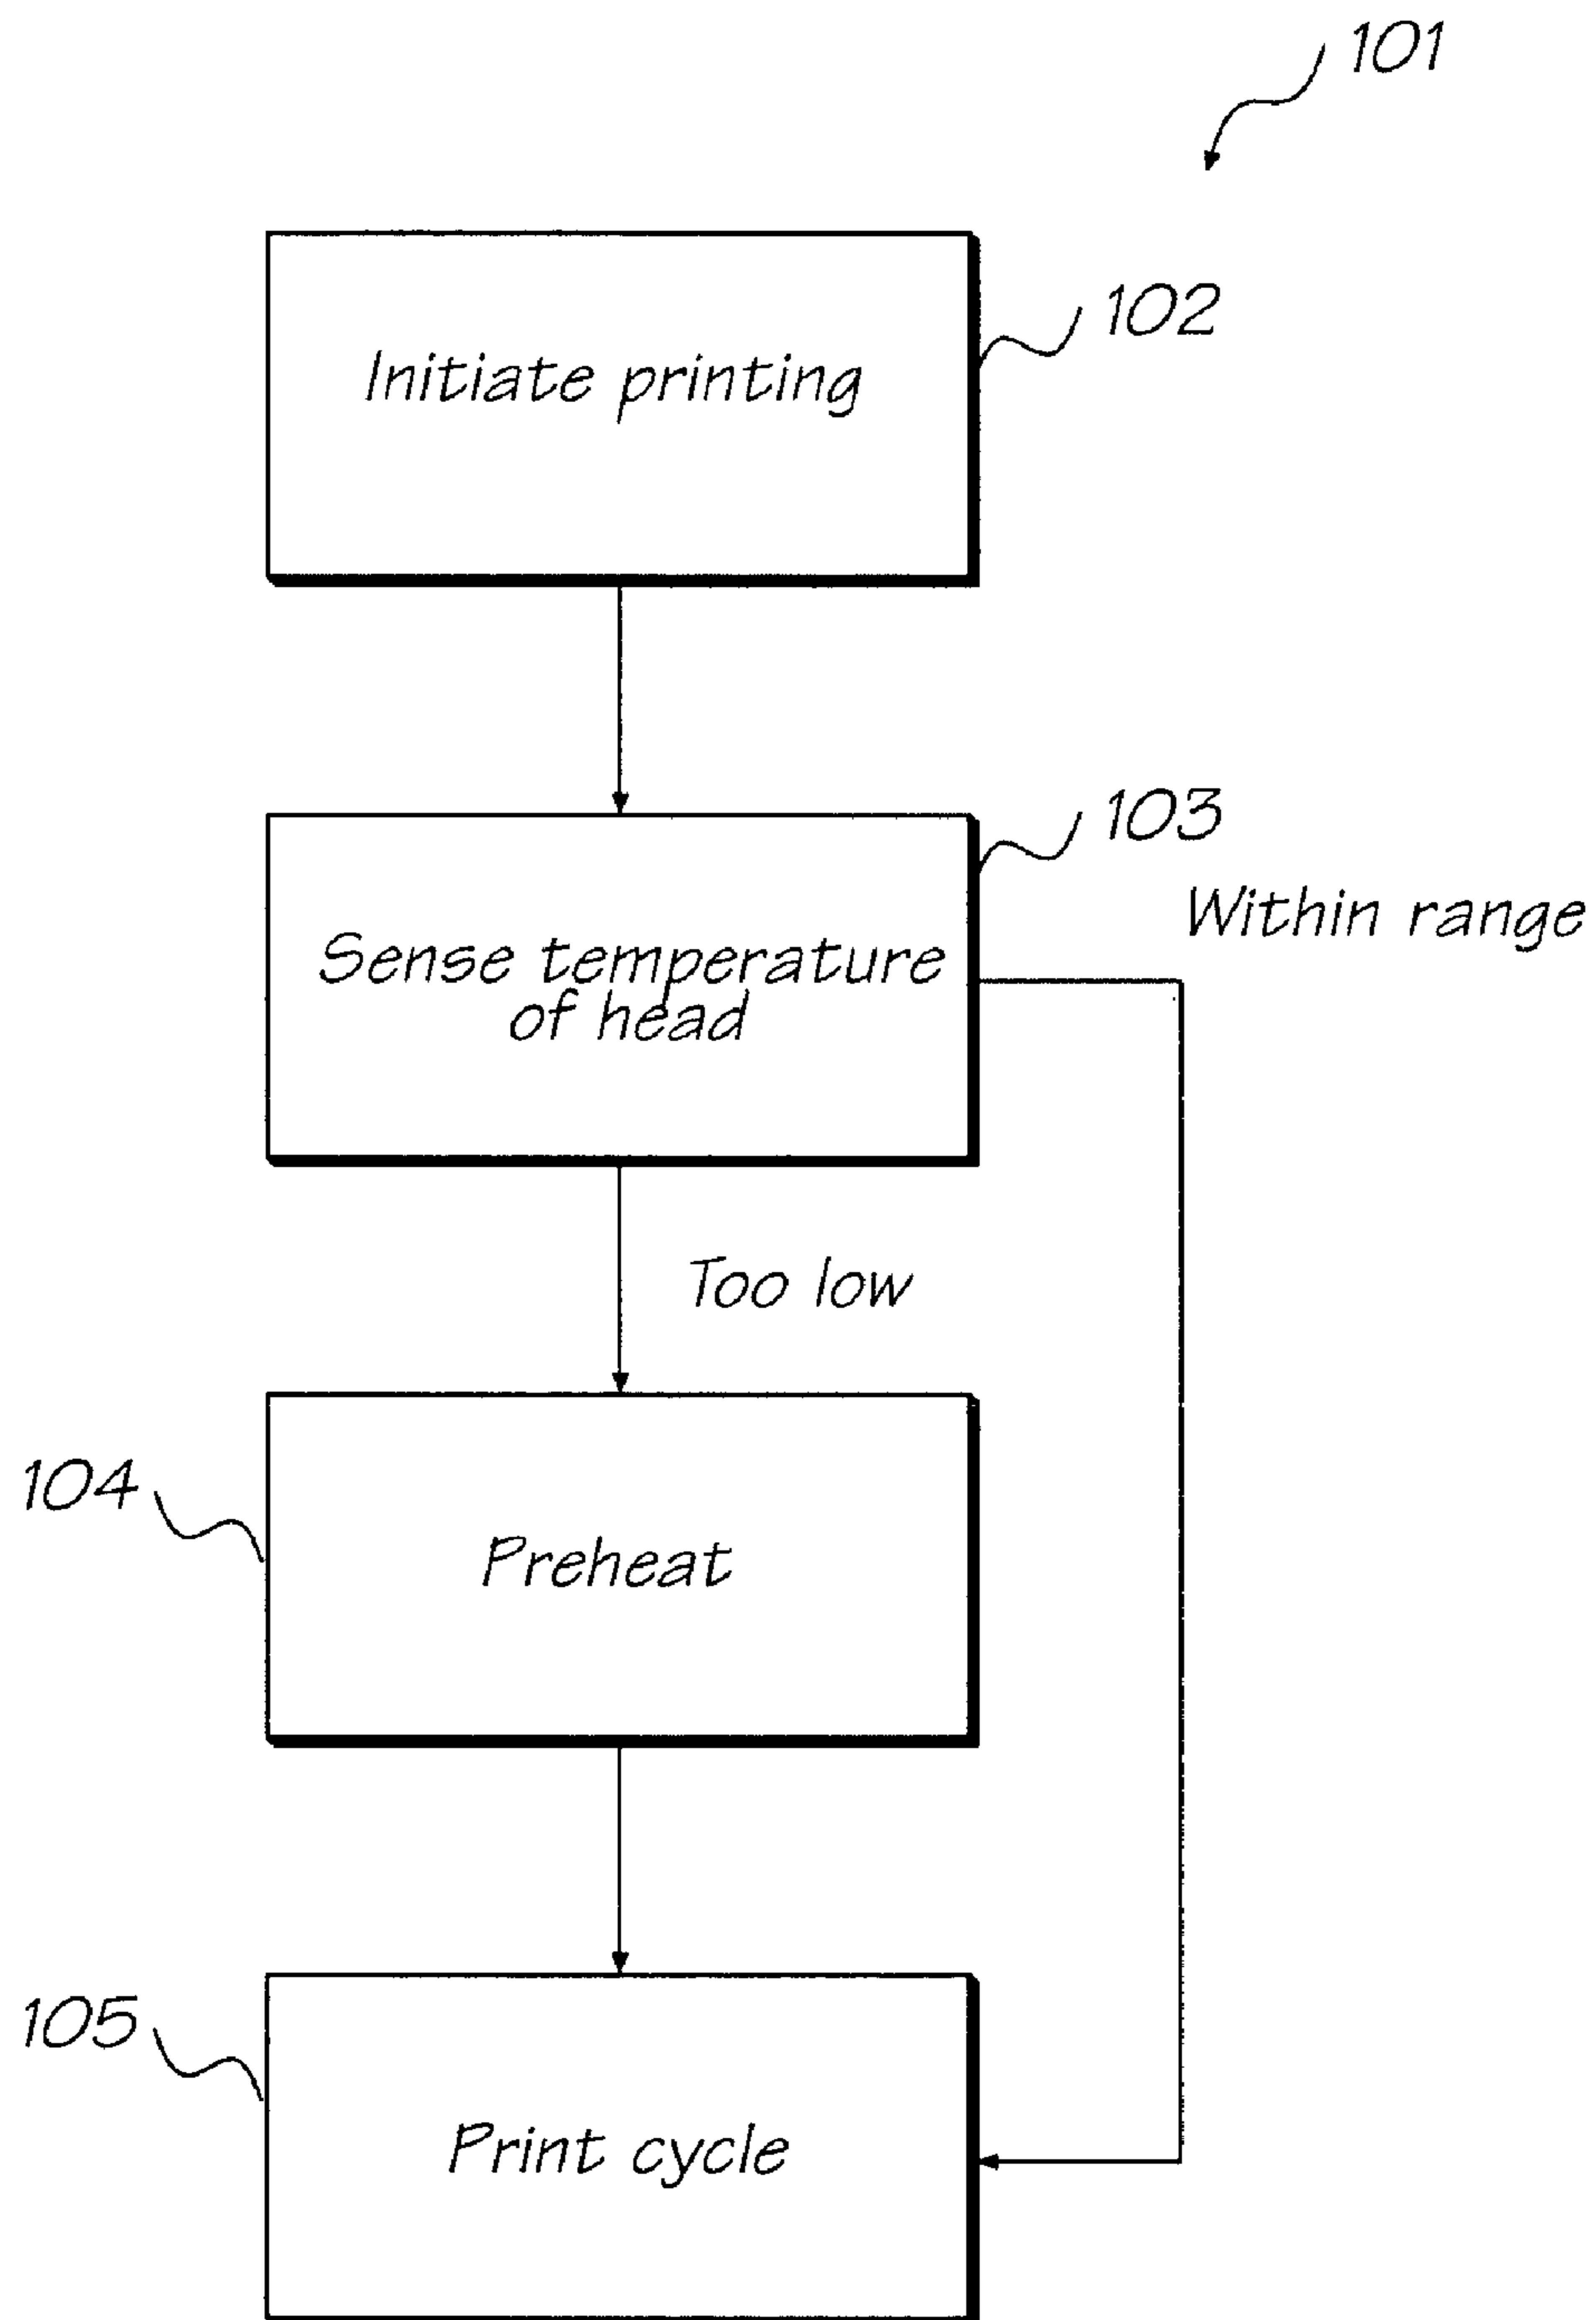 101
Initiate printing
102
103
Within range
Sense temperature
of head
Too low
104
Preheat
105
Print cycle